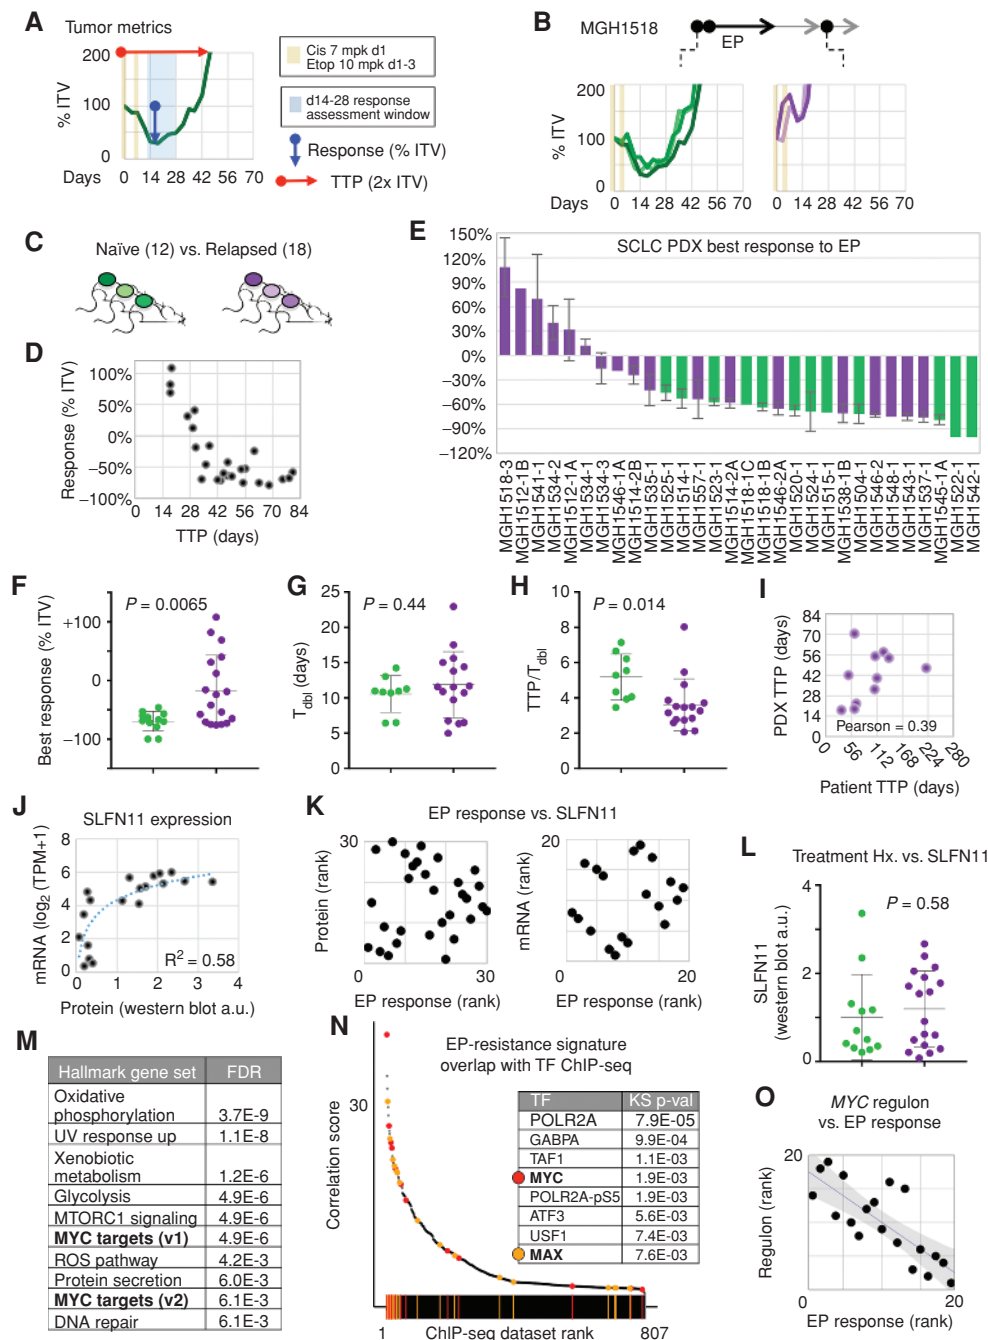 A
Tumor metrics
200
100
0
% ITV
Days
0 14 28 42 56 70
Cis 7 mpk d1
Etop 10 mpk d1-3
d14-28 response
assessment window
Response (% ITV)
TTP (2x ITV)
B
MGH1518
EP
200
100
0
% ITV
Days
0 14 28 42 56 70
0 14 28 42 56 70
C
Naïve (12) vs. Relapsed (18)
D
100%
50%
0%
−50%
−100%
Response (% ITV)
0 14 28 42 56 70 84
TTP (days)
E
SCLC PDX best response to EP
150%
120%
90%
60%
30%
0%
−30%
−60%
−90%
−120%
MGH1518-3
MGH1512-1B
MGH1541-1
MGH1534-2
MGH1512-1A
MGH1534-1
MGH1534-3
MGH1546-1A
MGH1514-2B
MGH1535-1
MGH1525-1
MGH1514-1
MGH1557-1
MGH1523-1
MGH1514-2A
MGH1518-1C
MGH1518-1B
MGH1546-2A
MGH1520-1
MGH1524-1
MGH1515-1
MGH1538-1B
MGH1504-1
MGH1546-2
MGH1548-1
MGH1543-1
MGH1537-1
MGH1545-1A
MGH1522-1
MGH1542-1
F
P = 0.0065
+100
0
−100
Best response (% ITV)
G
P = 0.44
25
20
15
10
5
0
Tdbl (days)
H
P = 0.014
10
8
6
4
2
0
TTP/Tdbl
I
84
70
56
42
28
14
0
PDX TTP (days)
Pearson = 0.39
0 56 112 168 224 280
Patient TTP (days)
J
SLFN11 expression
8
6
4
2
0
mRNA (log2 (TPM+1)
R2 = 0.58
0 1 2 3 4
Protein (western blot a.u.)
K
EP response vs. SLFN11
30
Protein (rank)
0 30
EP response (rank)
20
mRNA (rank)
0 20
EP response (rank)
L
Treatment Hx. vs. SLFN11
P = 0.58
4
2
0
SLFN11
(western blot a.u.)
M
Hallmark gene set FDR
Oxidative
phosphorylation 3.7E-9
UV response up 1.1E-8
Xenobiotic
metabolism 1.2E-6
Glycolysis 4.9E-6
MTORC1 signaling 4.9E-6
MYC targets (v1) 4.9E-6
ROS pathway 4.2E-3
Protein secretion 6.0E-3
MYC targets (v2) 6.1E-3
DNA repair 6.1E-3
N
EP-resistance signature
overlap with TF ChIP-seq
30
Correlation score
TF KS p-val
POLR2A 7.9E-05
GABPA 9.9E-04
TAF1 1.1E-03
MYC 1.9E-03
POLR2A-pS5 1.9E-03
ATF3 5.6E-03
USF1 7.4E-03
MAX 7.6E-03
1 ChIP-seq dataset rank 807
O
MYC regulon
vs. EP response
20
Regulon (rank)
0 20
EP response (rank)